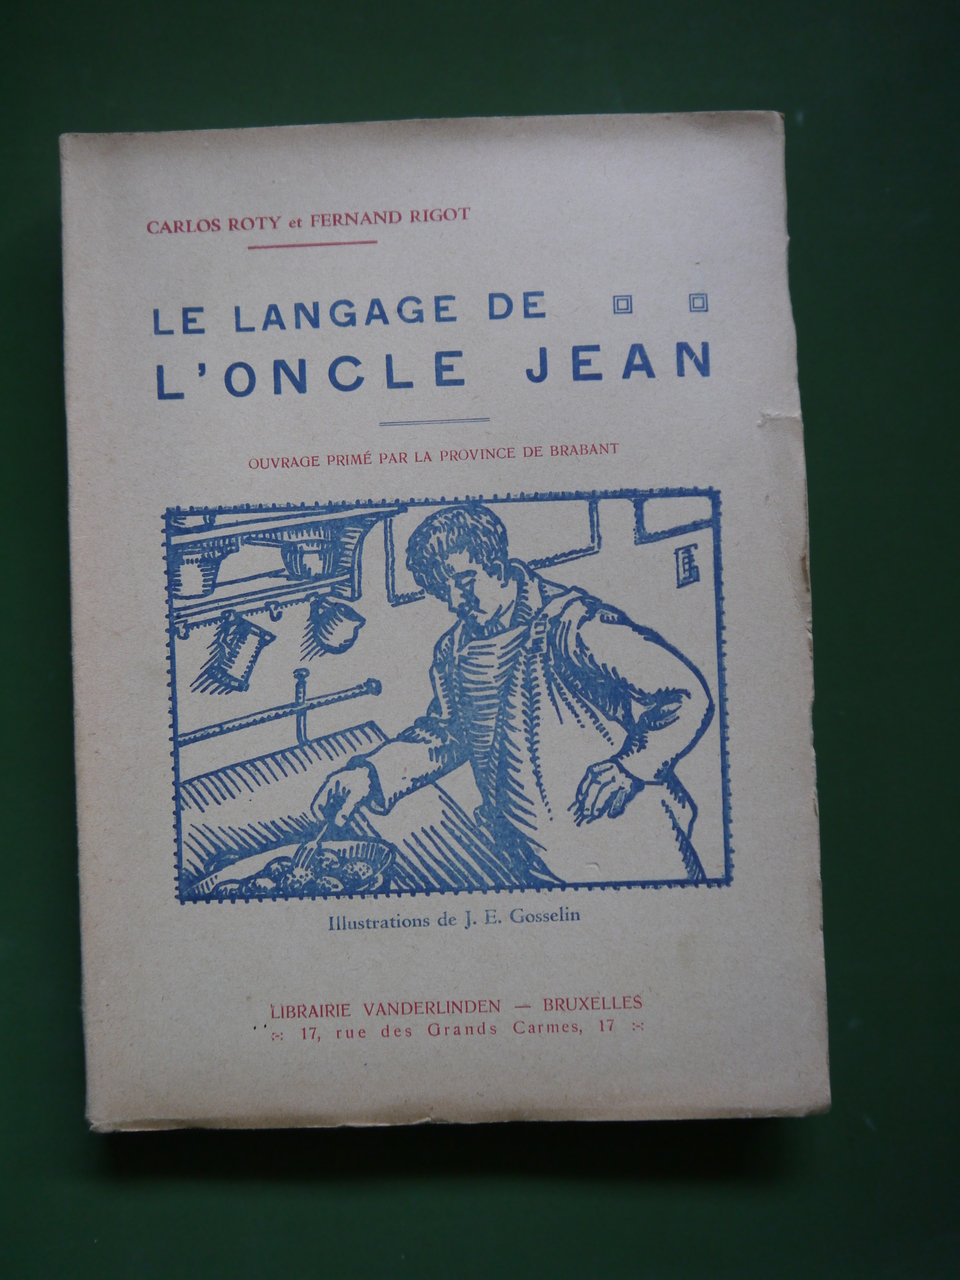 CARLOS ROTY et FERNAND RIGOT
LE LANGAGE DE
L'ONCLE JEAN
OUVRAGE PRIMÉ PAR LA PROVINCE DE BRABANT
Illustrations de J. E. Gosselin
LIBRAIRIE VANDERLINDEN — BRUXELLES
17, rue des Grands Carmes, 17